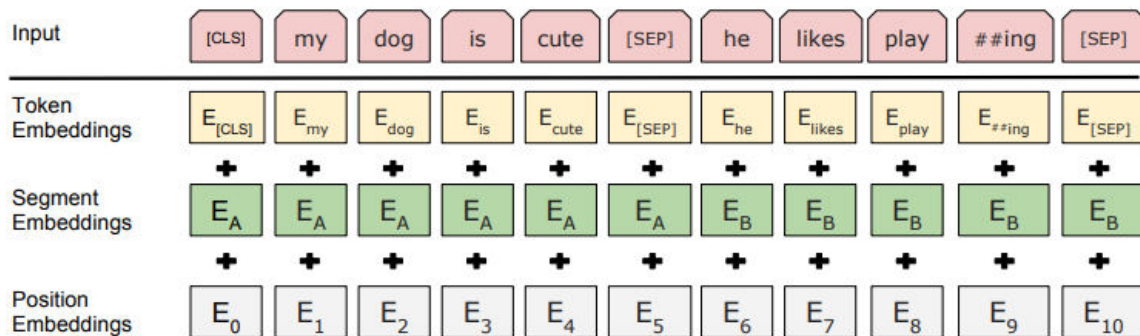 Input [CLS] my dog is cute [SEP] he likes play ##ing [SEP]
Token
Embeddings E[CLS] Emy Edog Eis Ecute E[SEP] Ehe Elikes Eplay E##ing E[SEP]
+ + + + + + + + + + +
Segment
Embeddings EA EA EA EA EA EA EB EB EB EB EB
+ + + + + + + + + + +
Position
Embeddings E0 E1 E2 E3 E4 E5 E6 E7 E8 E9 E10